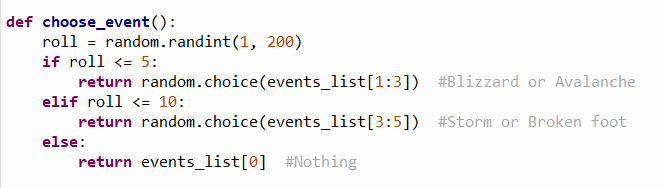 def choose_event():
    roll = random.randint(1, 200)
    if roll <= 5:
        return random.choice(events_list[1:3])  #Blizzard or Avalanche
    elif roll <= 10:
        return random.choice(events_list[3:5])  #Storm or Broken foot
    else:
        return events_list[0]  #Nothing